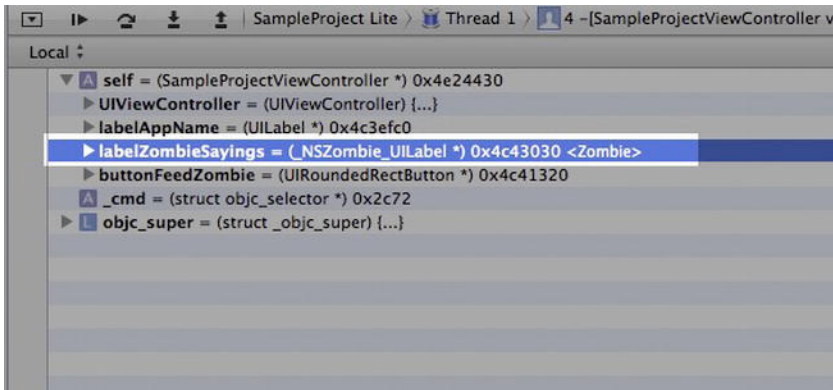 SampleProject Lite Thread 1 4 -[SampleProjectViewController v
Local
A self = (SampleProjectViewController *) 0x4e24430
UIViewController = (UIViewController) {...}
labelAppName = (UILabel *) 0x4c3efc0
labelZombieSayings = (_NSZombie_UILabel *) 0x4c43030 <Zombie>
buttonFeedZombie = (UIRoundedRectButton *) 0x4c41320
A _cmd = (struct objc_selector *) 0x2c72
L objc_super = (struct _objc_super) {...}